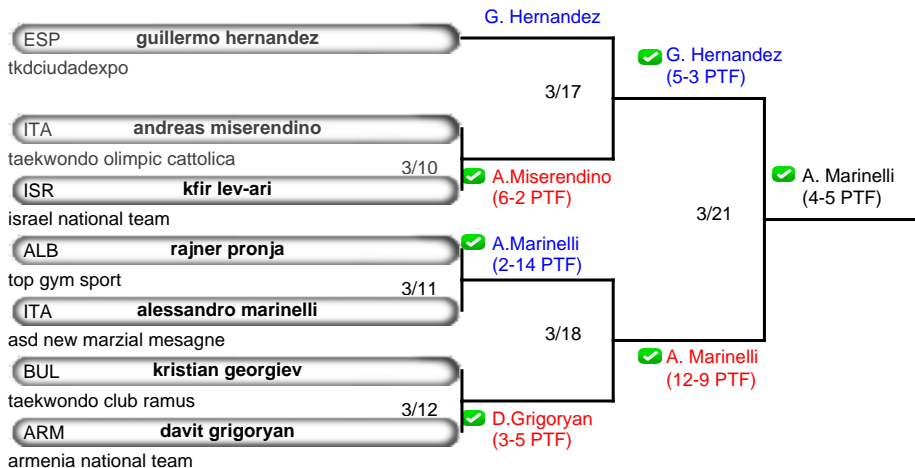 G. Hernandez
ESP guillermo hernandez
tkdciudadexpo
G. Hernandez
(5-3 PTF)
3/17
ITA andreas miserendino
taekwondo olimpic cattolica
3/10
A.Miserendino
(6-2 PTF)
ISR kfir lev-ari
israel national team
A. Marinelli
(4-5 PTF)
3/21
ALB rajner pronja
top gym sport
A.Marinelli
(2-14 PTF)
3/11
ITA alessandro marinelli
asd new marzial mesagne
3/18
BUL kristian georgiev
taekwondo club ramus
A. Marinelli
(12-9 PTF)
3/12
ARM davit grigoryan
armenia national team
D.Grigoryan
(3-5 PTF)